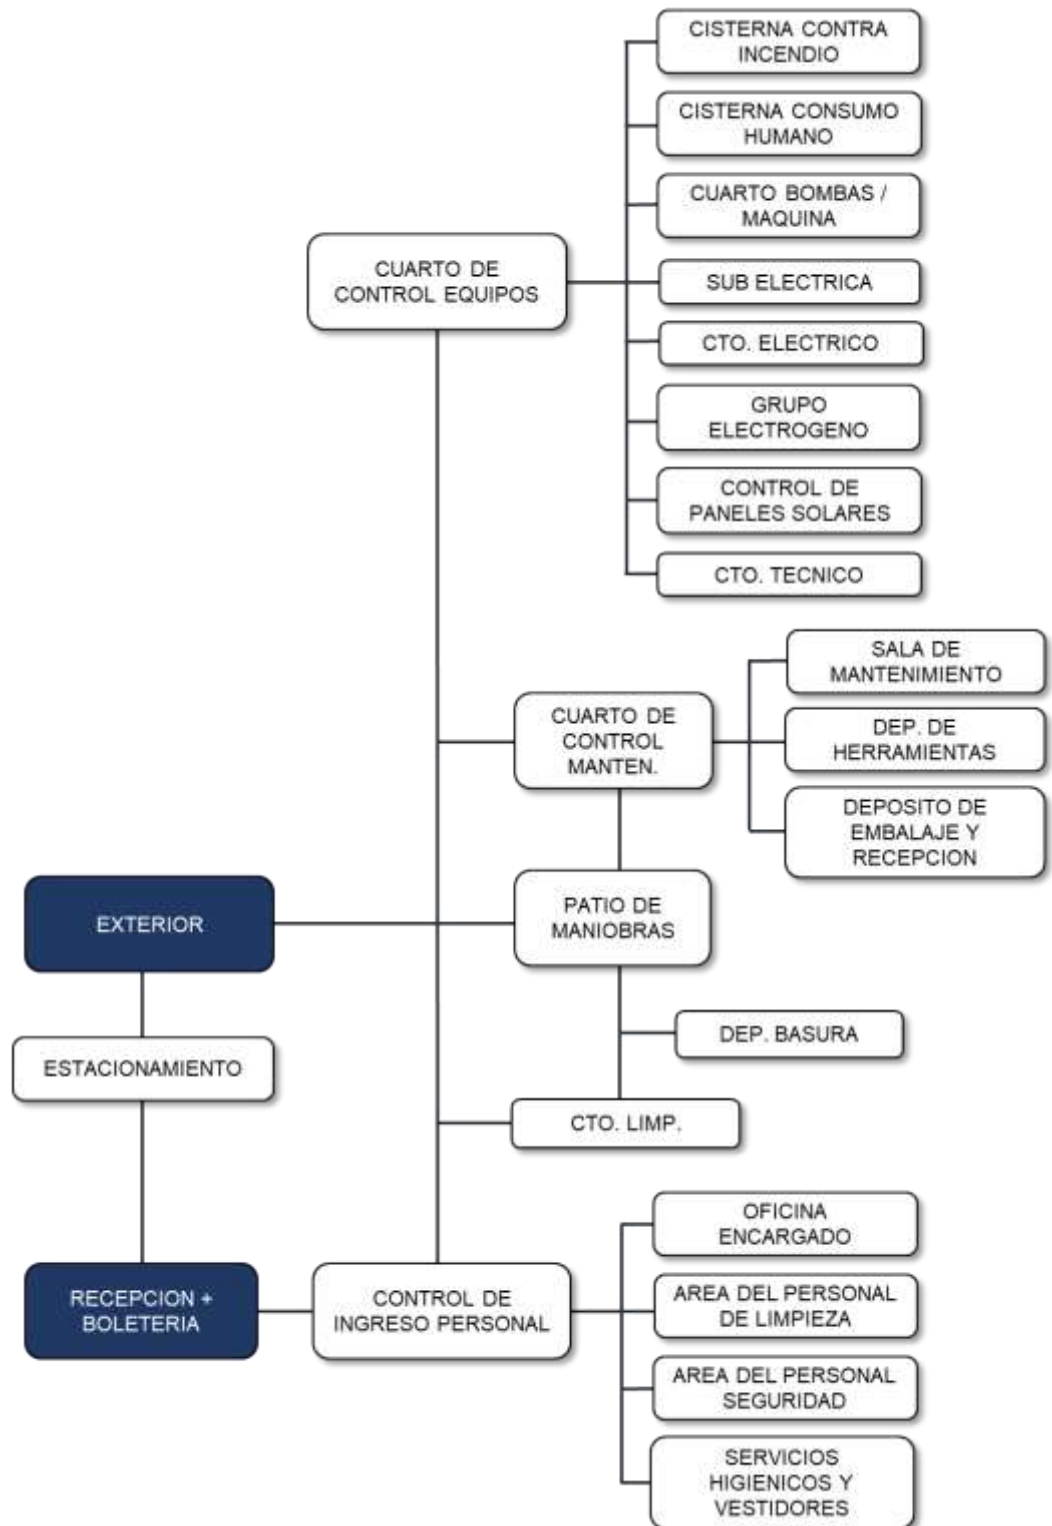 CISTERNA CONTRA
INCENDIO
CISTERNA CONSUMO
HUMANO
CUARTO BOMBAS /
MAQUINA
CUARTO DE
CONTROL EQUIPOS
SUB ELECTRICA
CTO. ELECTRICO
GRUPO
ELECTROGENO
CONTROL DE
PANELES SOLARES
CTO. TECNICO
SALA DE
MANTENIMIENTO
CUARTO DE
CONTROL
MANTEN.
DEP. DE
HERRAMIENTAS
DEPOSITO DE
EMBALAJE Y
RECEPCION
EXTERIOR
PATIO DE
MANIOBRAS
DEP. BASURA
ESTACIONAMIENTO
CTO. LIMP.
OFICINA
ENCARGADO
RECEPCION +
BOLETERIA
CONTROL DE
INGRESO PERSONAL
AREA DEL PERSONAL
DE LIMPIEZA
AREA DEL PERSONAL
SEGURIDAD
SERVICIOS
HIGIENICOS Y
VESTIDORES